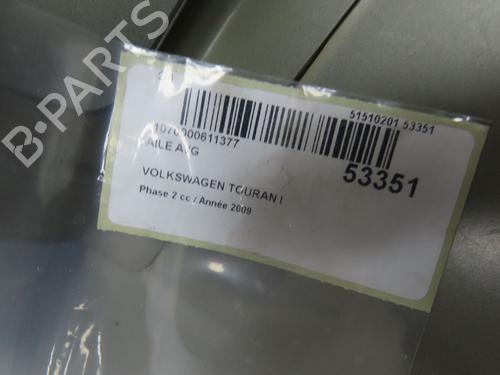 B-PARTS
51510201 53351
1070000611377
AILE AVG
53351
VOLKSWAGEN TOURAN I
Phase 2 cc / Année 2009